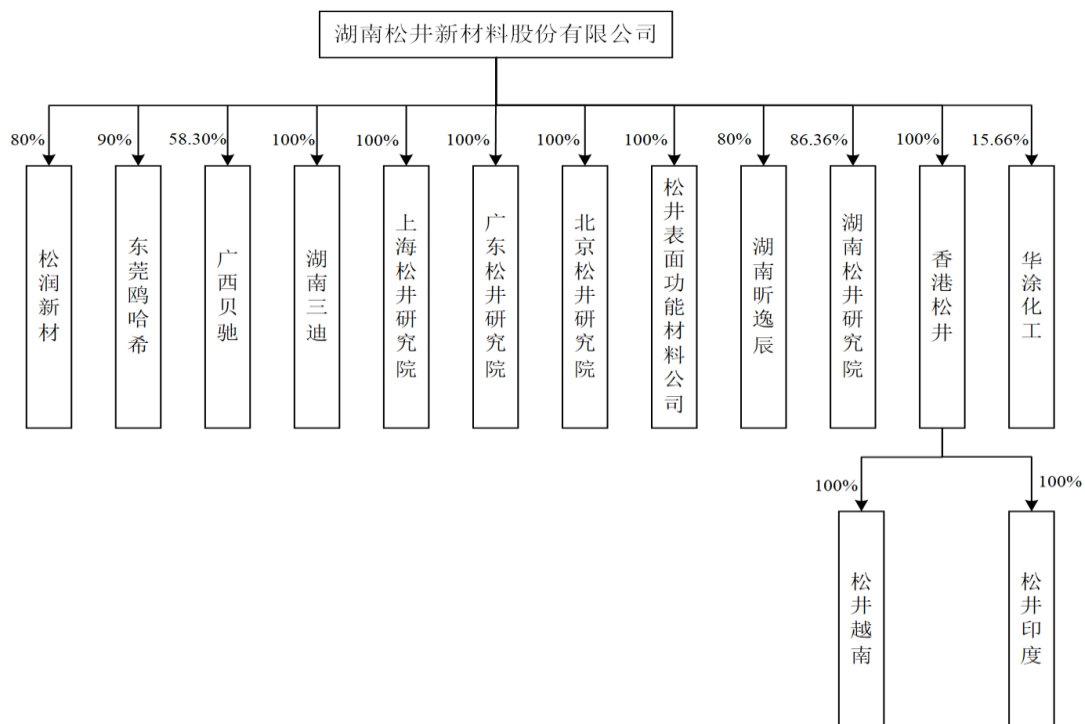 湖南松井新材料股份有限公司
80%
90%
58.30%
100%
100%
100%
100%
100%
80%
86.36%
100%
15.66%
松润新材
东莞鸥哈希
广西贝驰
湖南三迪
上海松井研究院
广东松井研究院
北京松井研究院
松井表面功能材料公司
湖南昕逸辰
湖南松井研究院
香港松井
华涂化工
100%
100%
松井越南
松井印度